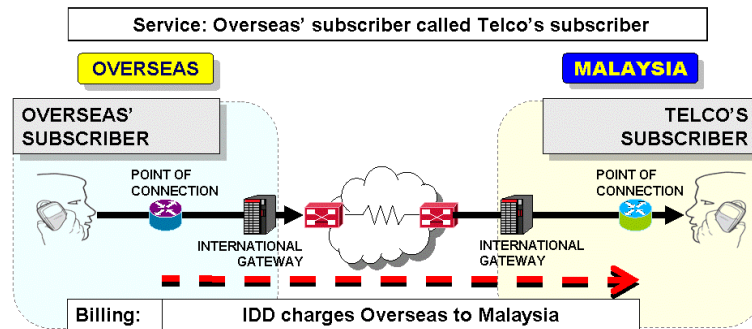 Service: Overseas' subscriber called Telco's subscriber
OVERSEAS
MALAYSIA
OVERSEAS'
SUBSCRIBER
TELCO'S
SUBSCRIBER
POINT OF
CONNECTION
POINT OF
CONNECTION
INTERNATIONAL
GATEWAY
INTERNATIONAL
GATEWAY
Billing: IDD charges Overseas to Malaysia